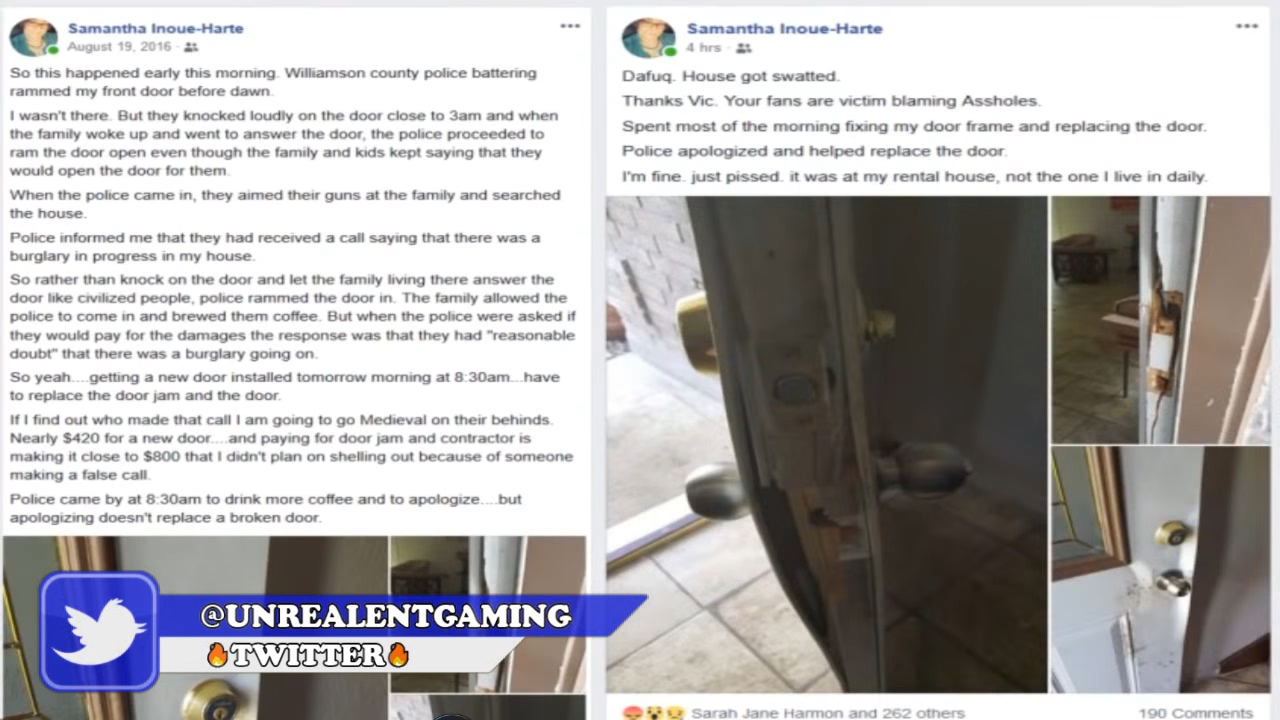 Samantha Inoue-Harte
August 19, 2016
So this happened early this morning. Williamson county police battering
rammed my front door before dawn.
I wasn't there. But they knocked loudly on the door close to 3am and when
the family woke up and went to answer the door, the police proceeded to
ram the door open even though the family and kids kept saying that they
would open the door for them.
When the police came in, they aimed their guns at the family and searched
the house.
Police informed me that they had received a call saying that there was a
burglary in progress in my house.
So rather than knock on the door and let the family living there answer the
door like civilized people, police rammed the door in. The family allowed the
police to come in and brewed them coffee. But when the police were asked if
they would pay for the damages the response was that they had "reasonable
doubt" that there was a burglary going on.
So yeah....getting a new door installed tomorrow morning at 8:30am...have
to replace the door jam and the door.
If I find out who made that call I am going to go Medieval on their behinds.
Nearly $420 for a new door....and paying for door jam and contractor is
making it close to $800 that I didn't plan on shelling out because of someone
making a false call.
Police came by at 8:30am to drink more coffee and to apologize....but
apologizing doesn't replace a broken door.
@UNREALENTGAMING
🔥TWITTER🔥
Samantha Inoue-Harte
4 hrs
Dafuq. House got swatted.
Thanks Vic. Your fans are victim blaming Assholes.
Spent most of the morning fixing my door frame and replacing the door.
Police apologized and helped replace the door.
I'm fine. just pissed. it was at my rental house, not the one I live in daily.
Sarah Jane Harmon and 262 others
190 Comments